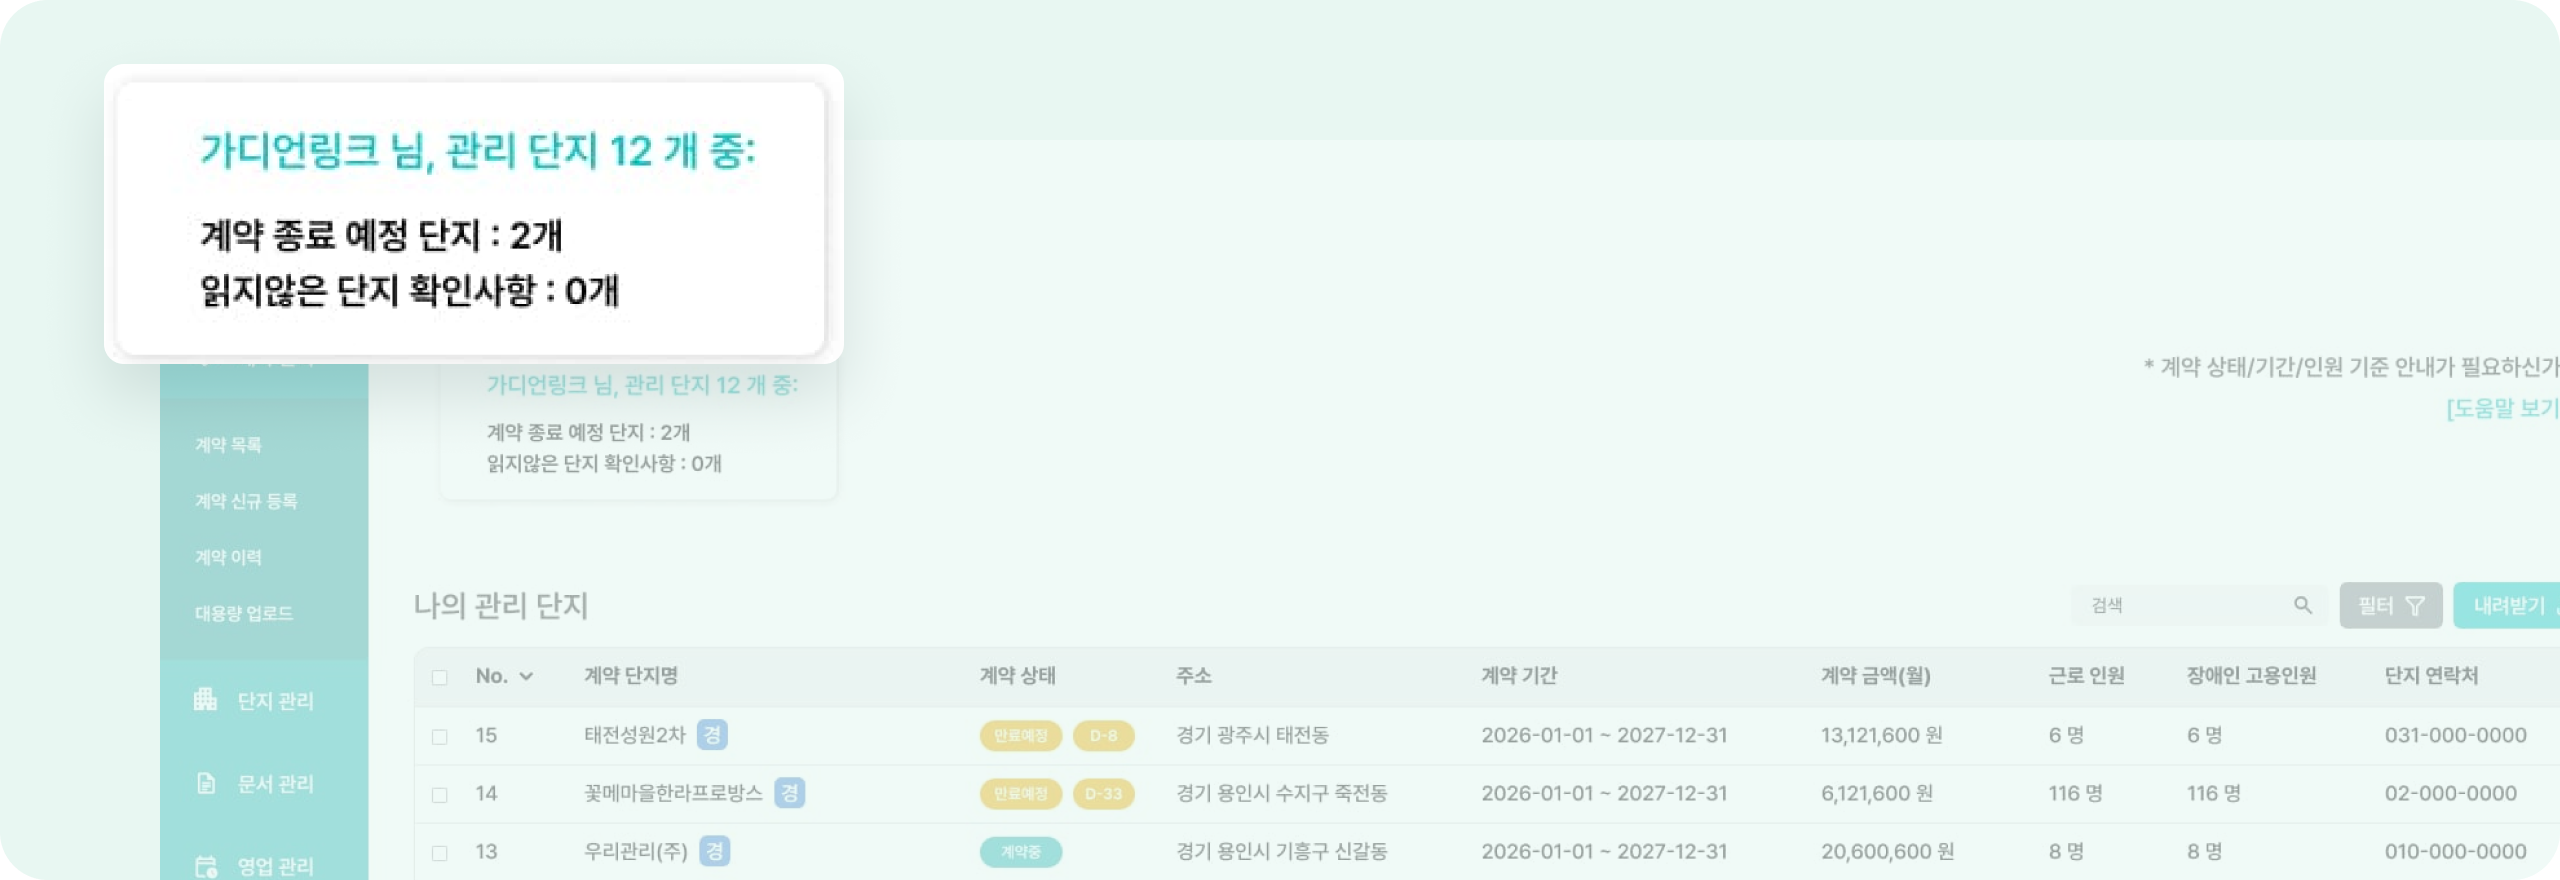 가디언링크 님, 관리 단지 12 개 중:
계약 종료 예정 단지 : 2개
읽지않은 단지 확인사항 : 0개
* 계약 상태/기간/인원 기준 안내가 필요하신가
[도움말 보기
가디언링크 님, 관리 단지 12 개 중:
계약 종료 예정 단지 : 2개
읽지않은 단지 확인사항 : 0개
계약 목록
계약 신규 등록
계약 이력
대용량 업로드
단지 관리
문서 관리
영업 관리
나의 관리 단지
검색 필터 내려받기
No. 계약 단지명 계약 상태 주소 계약 기간 계약 금액(월) 근로 인원 장애인 고용인원 단지 연락처
15 태전성원2차 경 만료예정 D-8 경기 광주시 태전동 2026-01-01 ~ 2027-12-31 13,121,600 원 6 명 6 명 031-000-0000
14 꽃메마을한라프로방스 경 만료예정 D-33 경기 용인시 수지구 죽전동 2026-01-01 ~ 2027-12-31 6,121,600 원 116 명 116 명 02-000-0000
13 우리관리(주) 경 계약중 경기 용인시 기흥구 신갈동 2026-01-01 ~ 2027-12-31 20,600,600 원 8 명 8 명 010-000-0000